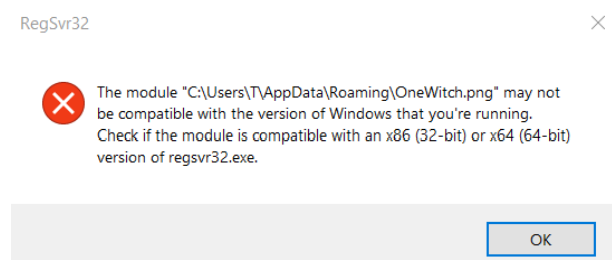 RegSvr32
The module "C:\Users\T\AppData\Roaming\OneWitch.png" may not
be compatible with the version of Windows that you're running.
Check if the module is compatible with an x86 (32-bit) or x64 (64-bit)
version of regsvr32.exe.
OK